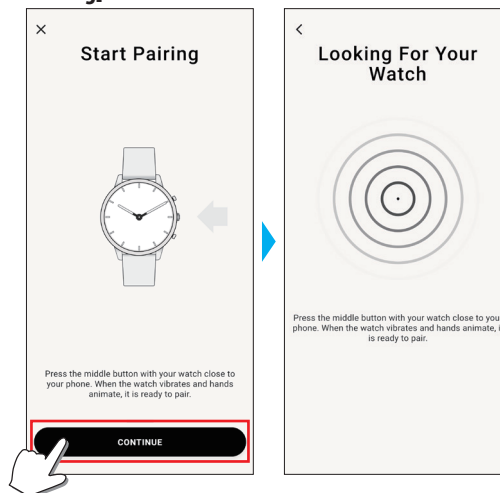 Start Pairing
Press the middle button with your watch close to
your phone. When the watch vibrates and hands
animate, it is ready to pair.
CONTINUE
Looking For Your
Watch
Press the middle button with your watch close to
phone. When the watch vibrates and hands animate,
is ready to pair.